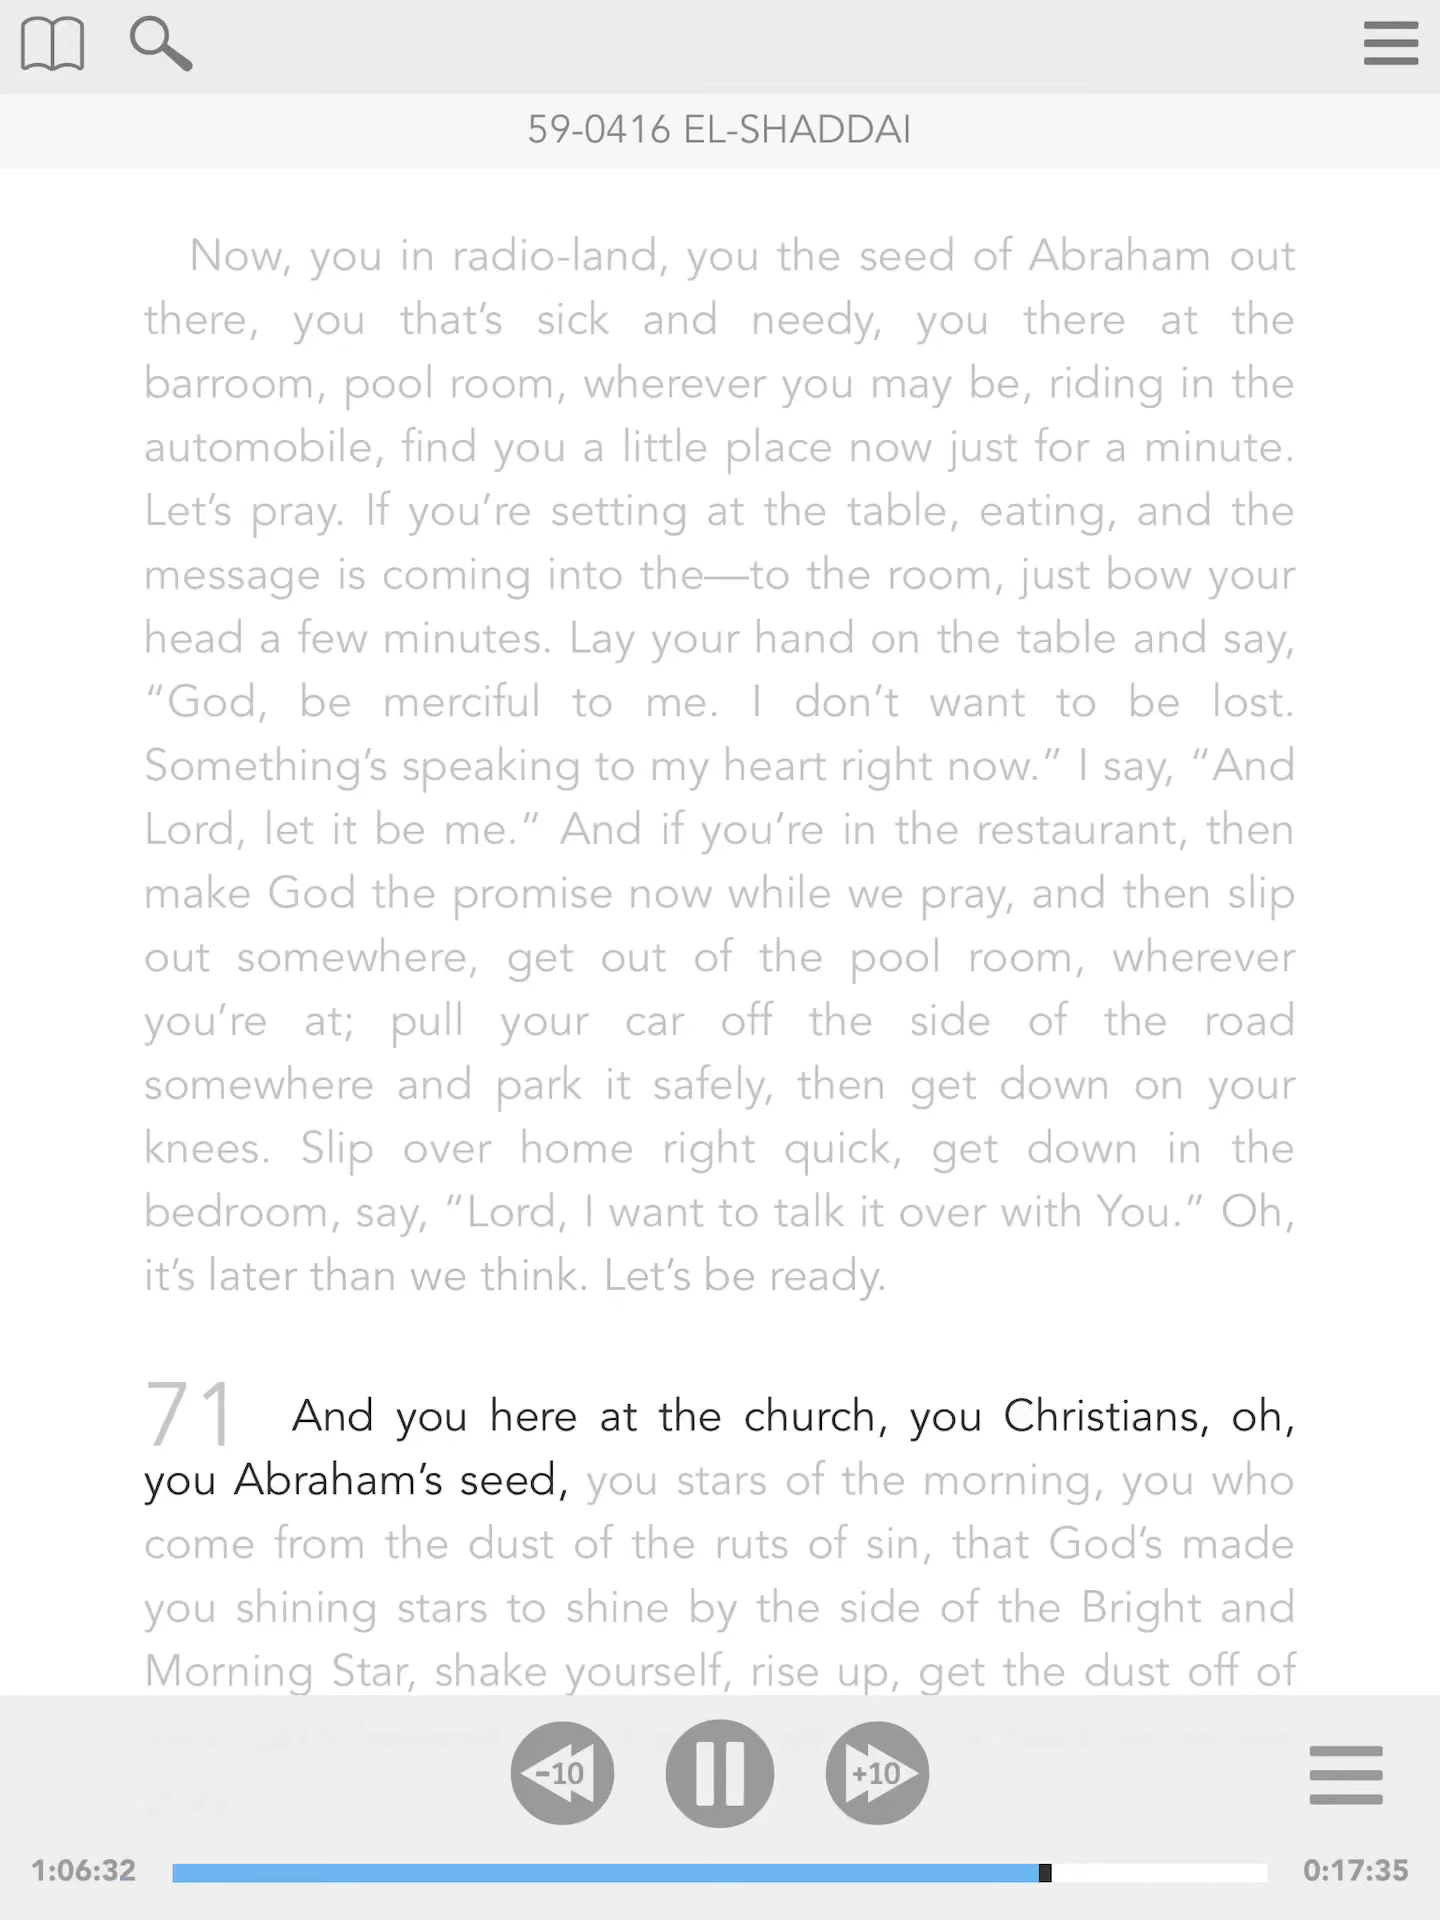 59-0416 EL-SHADDAI
Now, you in radio-land, you the seed of Abraham out
there, you that’s sick and needy, you there at the
barroom, pool room, wherever you may be, riding in the
automobile, find you a little place now just for a minute.
Let’s pray. If you’re setting at the table, eating, and the
message is coming into the—to the room, just bow your
head a few minutes. Lay your hand on the table and say,
“God, be merciful to me. I don’t want to be lost.
Something’s speaking to my heart right now.” I say, “And
Lord, let it be me.” And if you’re in the restaurant, then
make God the promise now while we pray, and then slip
out somewhere, get out of the pool room, wherever
you’re at; pull your car off the side of the road
somewhere and park it safely, then get down on your
knees. Slip over home right quick, get down in the
bedroom, say, “Lord, I want to talk it over with You.” Oh,
it’s later than we think. Let’s be ready.
71 And you here at the church, you Christians, oh,
you Abraham’s seed, you stars of the morning, you who
come from the dust of the ruts of sin, that God’s made
you shining stars to shine by the side of the Bright and
Morning Star, shake yourself, rise up, get the dust off of
-10 +10
1:06:32 0:17:35